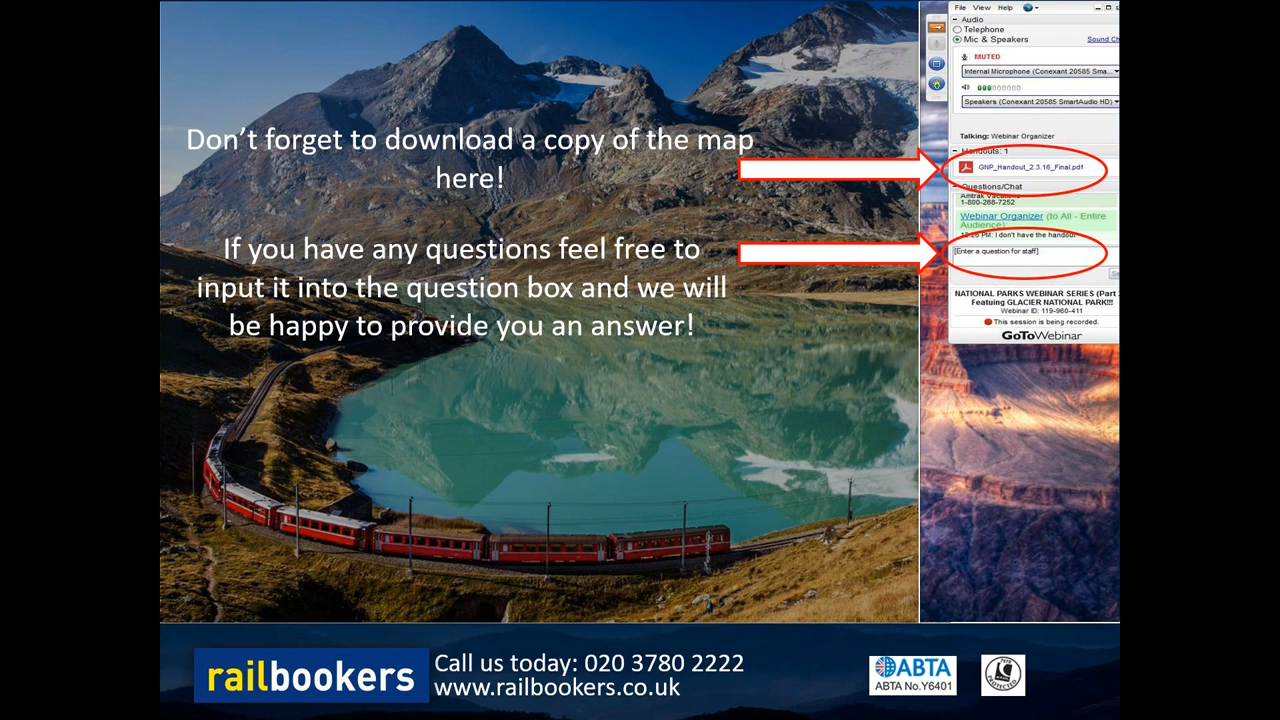 Don't forget to download a copy of the map
here!
If you have any questions feel free to
input it into the question box and we will
be happy to provide you an answer!
File View Help
Audio
Telephone
Mic & Speakers
Sound Ch
MUTED
Internal Microphone (Conexant 20585 Sma...
Speakers (Conexant 20585 SmartAudio HD)
Talking: Webinar Organizer
Handouts: 1
GNP_Handout_2.3.16_Final.pdf
Questions/Chat
1-800-268-7252
Webinar Organizer (to All - Entire
Audience)
PM: I don't have the handout
[Enter a question for staff]
NATIONAL PARKS WEBINAR SERIES (Part
Featuing GLACIER NATIONAL PARK!!!
Webinar ID: 119-960-411
This session is being recorded.
GoToWebinar
railbookers
Call us today: 020 3780 2222
www.railbookers.co.uk
ABTA
ABTA No.Y6401
PROTECTED